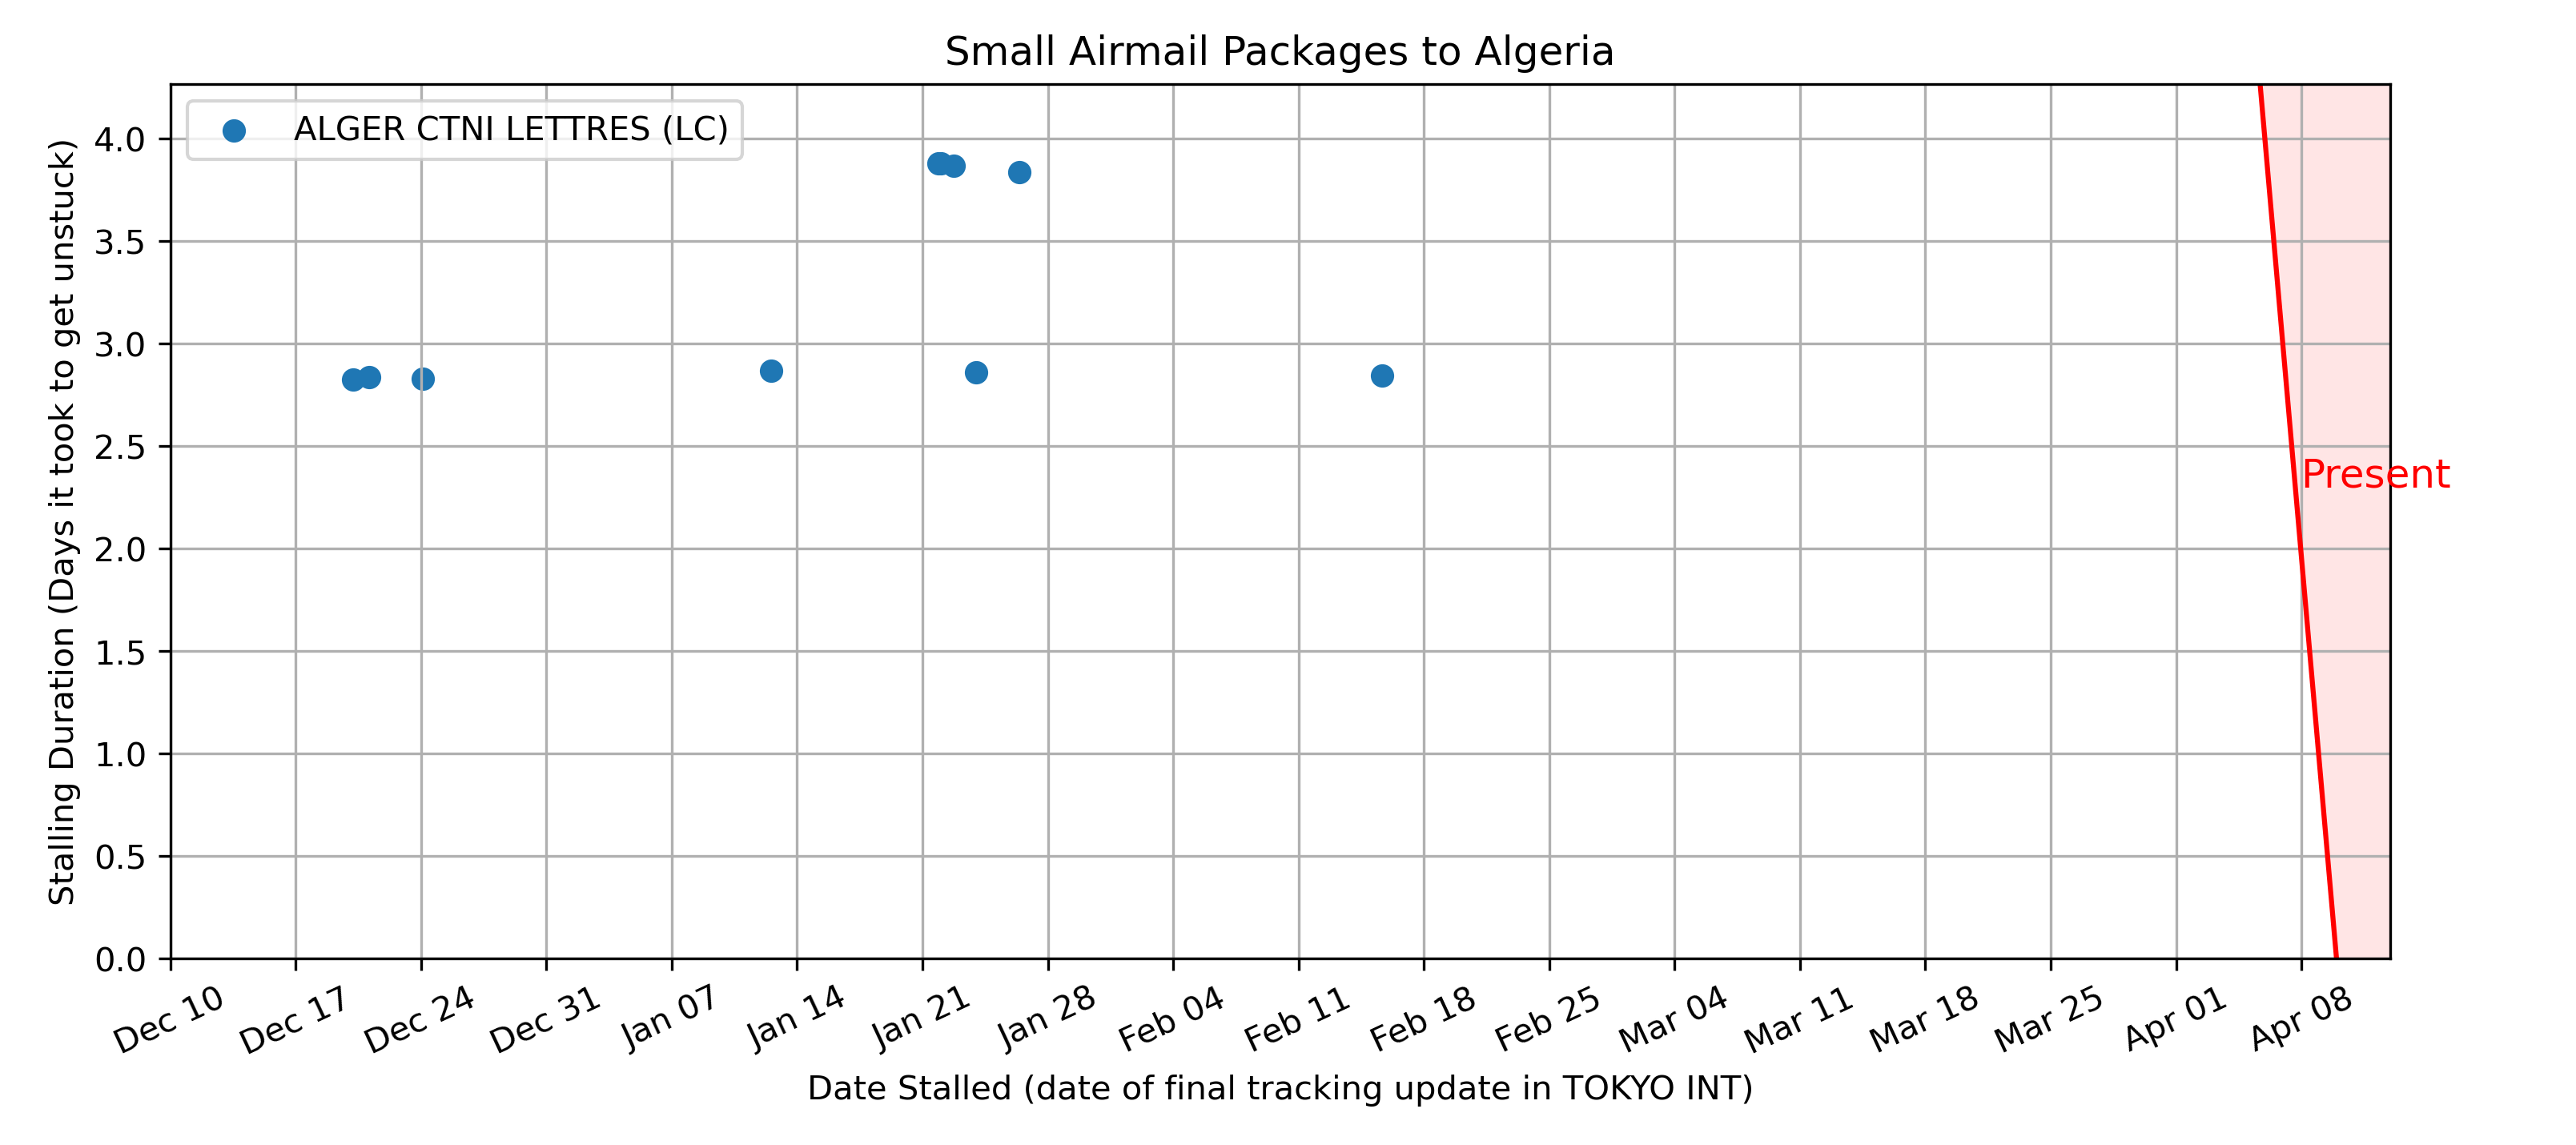 Small Airmail Packages to Algeria
ALGER CTNI LETTRES (LC)
Stalling Duration (Days it took to get unstuck)
4.0
3.5
3.0
2.5
2.0
1.5
1.0
0.5
0.0
Present
Dec 10 Dec 17 Dec 24 Dec 31 Jan 07 Jan 14 Jan 21 Jan 28 Feb 04 Feb 11 Feb 18 Feb 25 Mar 04 Mar 11 Mar 18 Mar 25 Apr 01 Apr 08
Date Stalled (date of final tracking update in TOKYO INT)